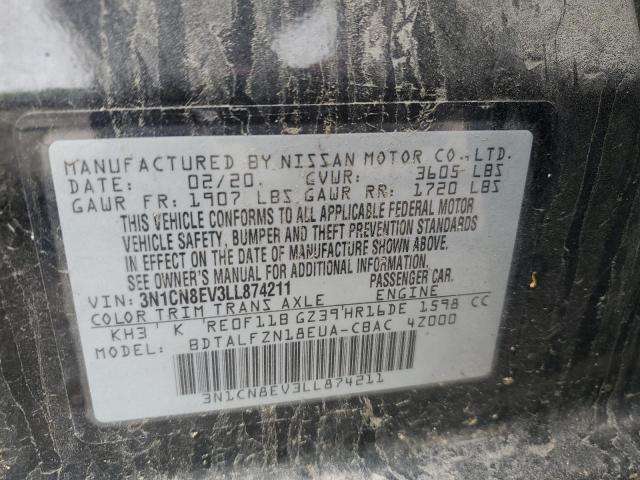 MANUFACTURED BY NISSAN MOTOR CO., LTD.
DATE: 02/20. GVWR: 3605 LBS
GAWR FR: 1907 LBS GAWR RR: 1720 LBS
THIS VEHICLE CONFORMS TO ALL APPLICABLE FEDERAL MOTOR
VEHICLE SAFETY, BUMPER AND THEFT PREVENTION STANDARDS
IN EFFECT ON THE DATE OF MANUFACTURE SHOWN ABOVE.
SEE OWNER'S MANUAL FOR ADDITIONAL INFORMATION.
VIN: 3N1CN8EV3LL874211 PASSENGER CAR.
COLOR TRIM TRANS AXLE ENGINE
KH3 K RE0F11B GZ39 HR16DE 1598 CC
MODEL: BDTALFZN18EUA-CBAC 4Z000
3N1CN8EV3LL874211